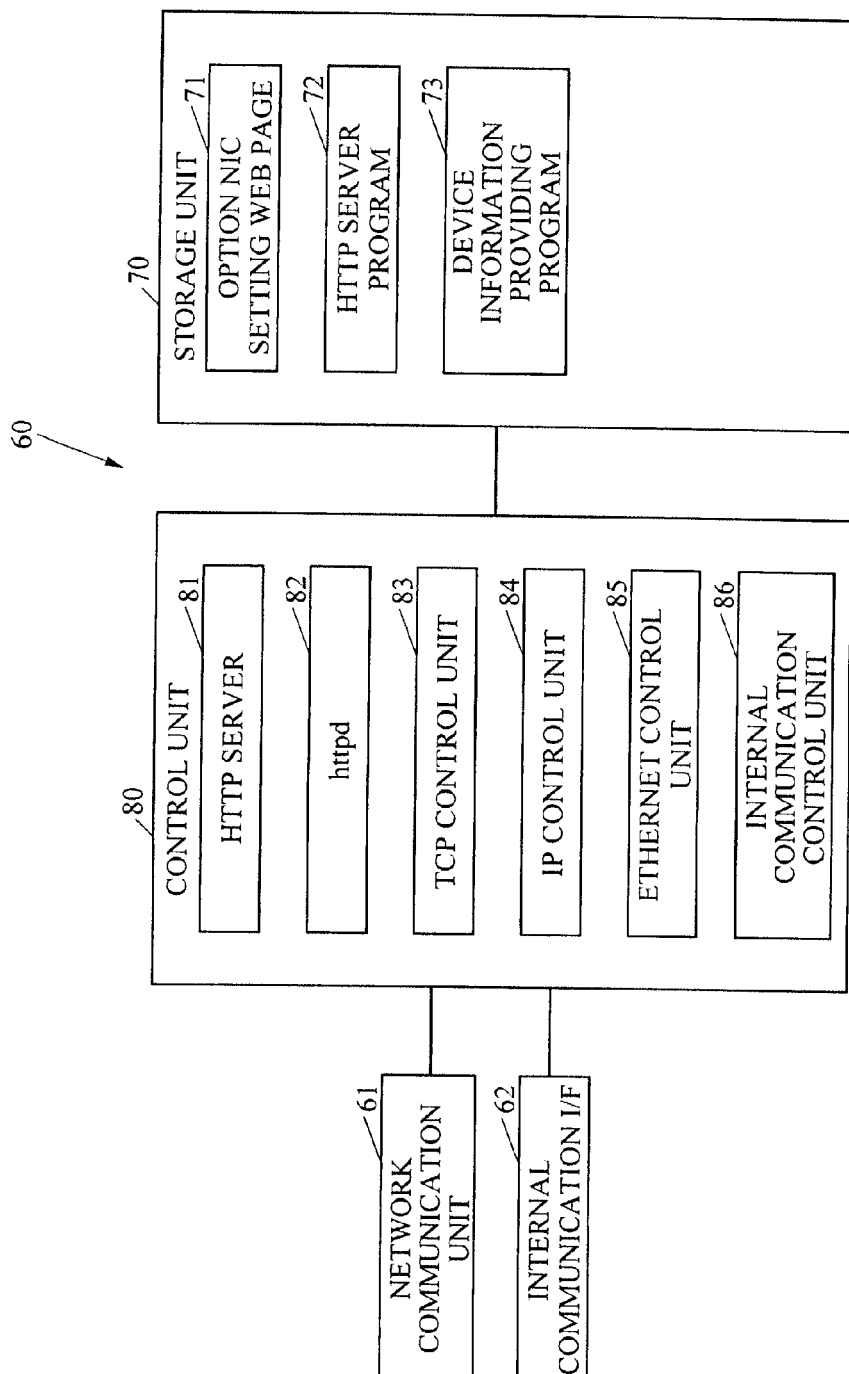 60
61
NETWORK
COMMUNICATION
UNIT
62
INTERNAL
COMMUNICATION I/F
80
CONTROL UNIT
81
HTTP SERVER
82
httpd
83
TCP CONTROL UNIT
84
IP CONTROL UNIT
85
ETHERNET CONTROL
UNIT
86
INTERNAL
COMMUNICATION
CONTROL UNIT
70
STORAGE UNIT
71
OPTION NIC
SETTING WEB PAGE
72
HTTP SERVER
PROGRAM
73
DEVICE
INFORMATION
PROVIDING
PROGRAM